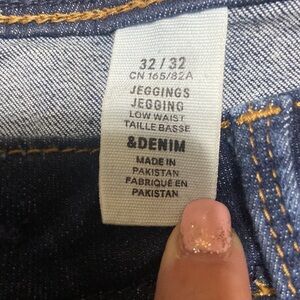 32 / 32
CN 165/82A
JEGGINGS
JEGGING
LOW WAIST
TAILLE BASSE
&DENIM
MADE IN
PAKISTAN
FABRIQUÉ EN
PAKISTAN